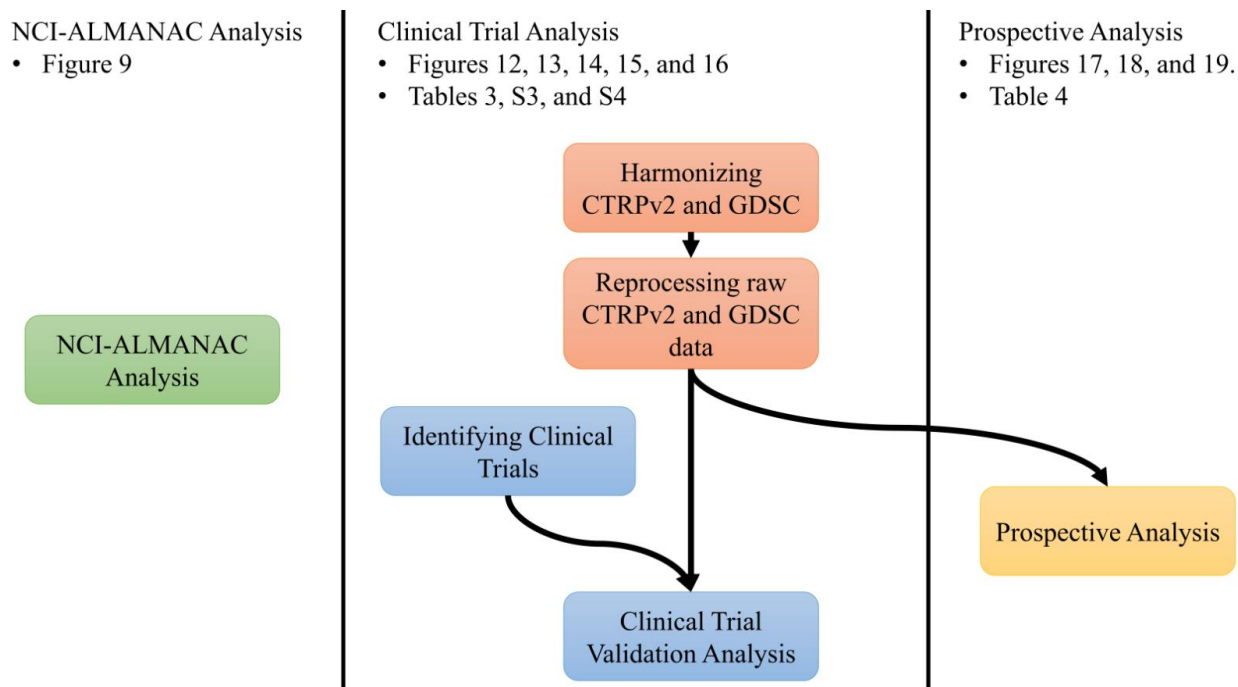 NCI-ALMANAC Analysis
• Figure 9
Clinical Trial Analysis
• Figures 12, 13, 14, 15, and 16
• Tables 3, S3, and S4
Prospective Analysis
• Figures 17, 18, and 19.
• Table 4
Harmonizing
CTRPv2 and GDSC
Reprocessing raw
CTRPv2 and GDSC
data
NCI-ALMANAC
Analysis
Identifying Clinical
Trials
Prospective Analysis
Clinical Trial
Validation Analysis